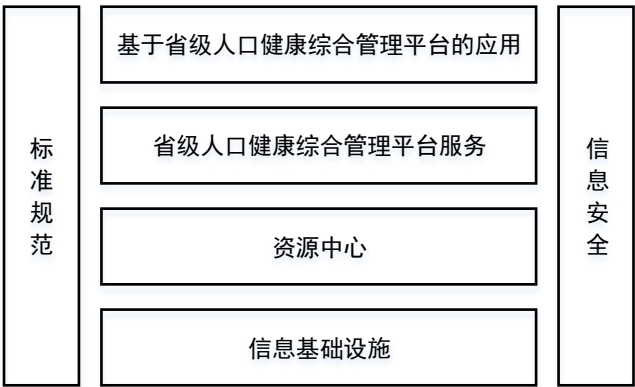 标准规范
基于省级人口健康综合管理平台的应用
省级人口健康综合管理平台服务
资源中心
信息基础设施
信息安全